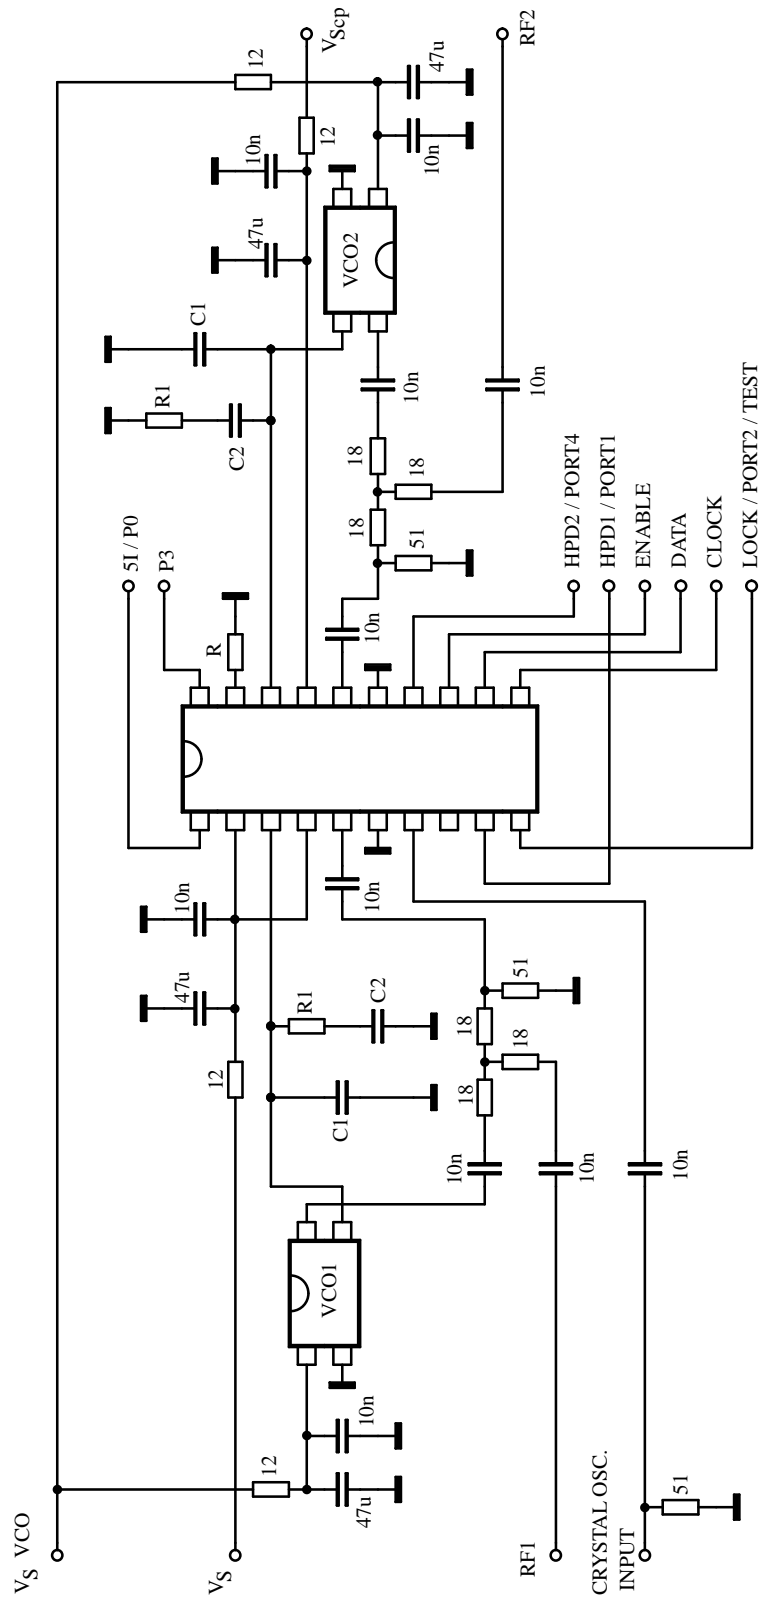 12
V_Scp
RF2
47u
12
10n
10n
47u
VCO2
C1
R1
C2
10n
10n
18
18
18
51
5I / P0
P3
R
10n
HPD2 / PORT4
HPD1 / PORT1
ENABLE
DATA
CLOCK
LOCK / PORT2 / TEST
10n
10n
47u
51
R1
C2
18
18
12
18
C1
10n
10n
10n
VCO1
10n
12
47u
51
V_S VCO
V_S
RF1
CRYSTAL OSC.
INPUT